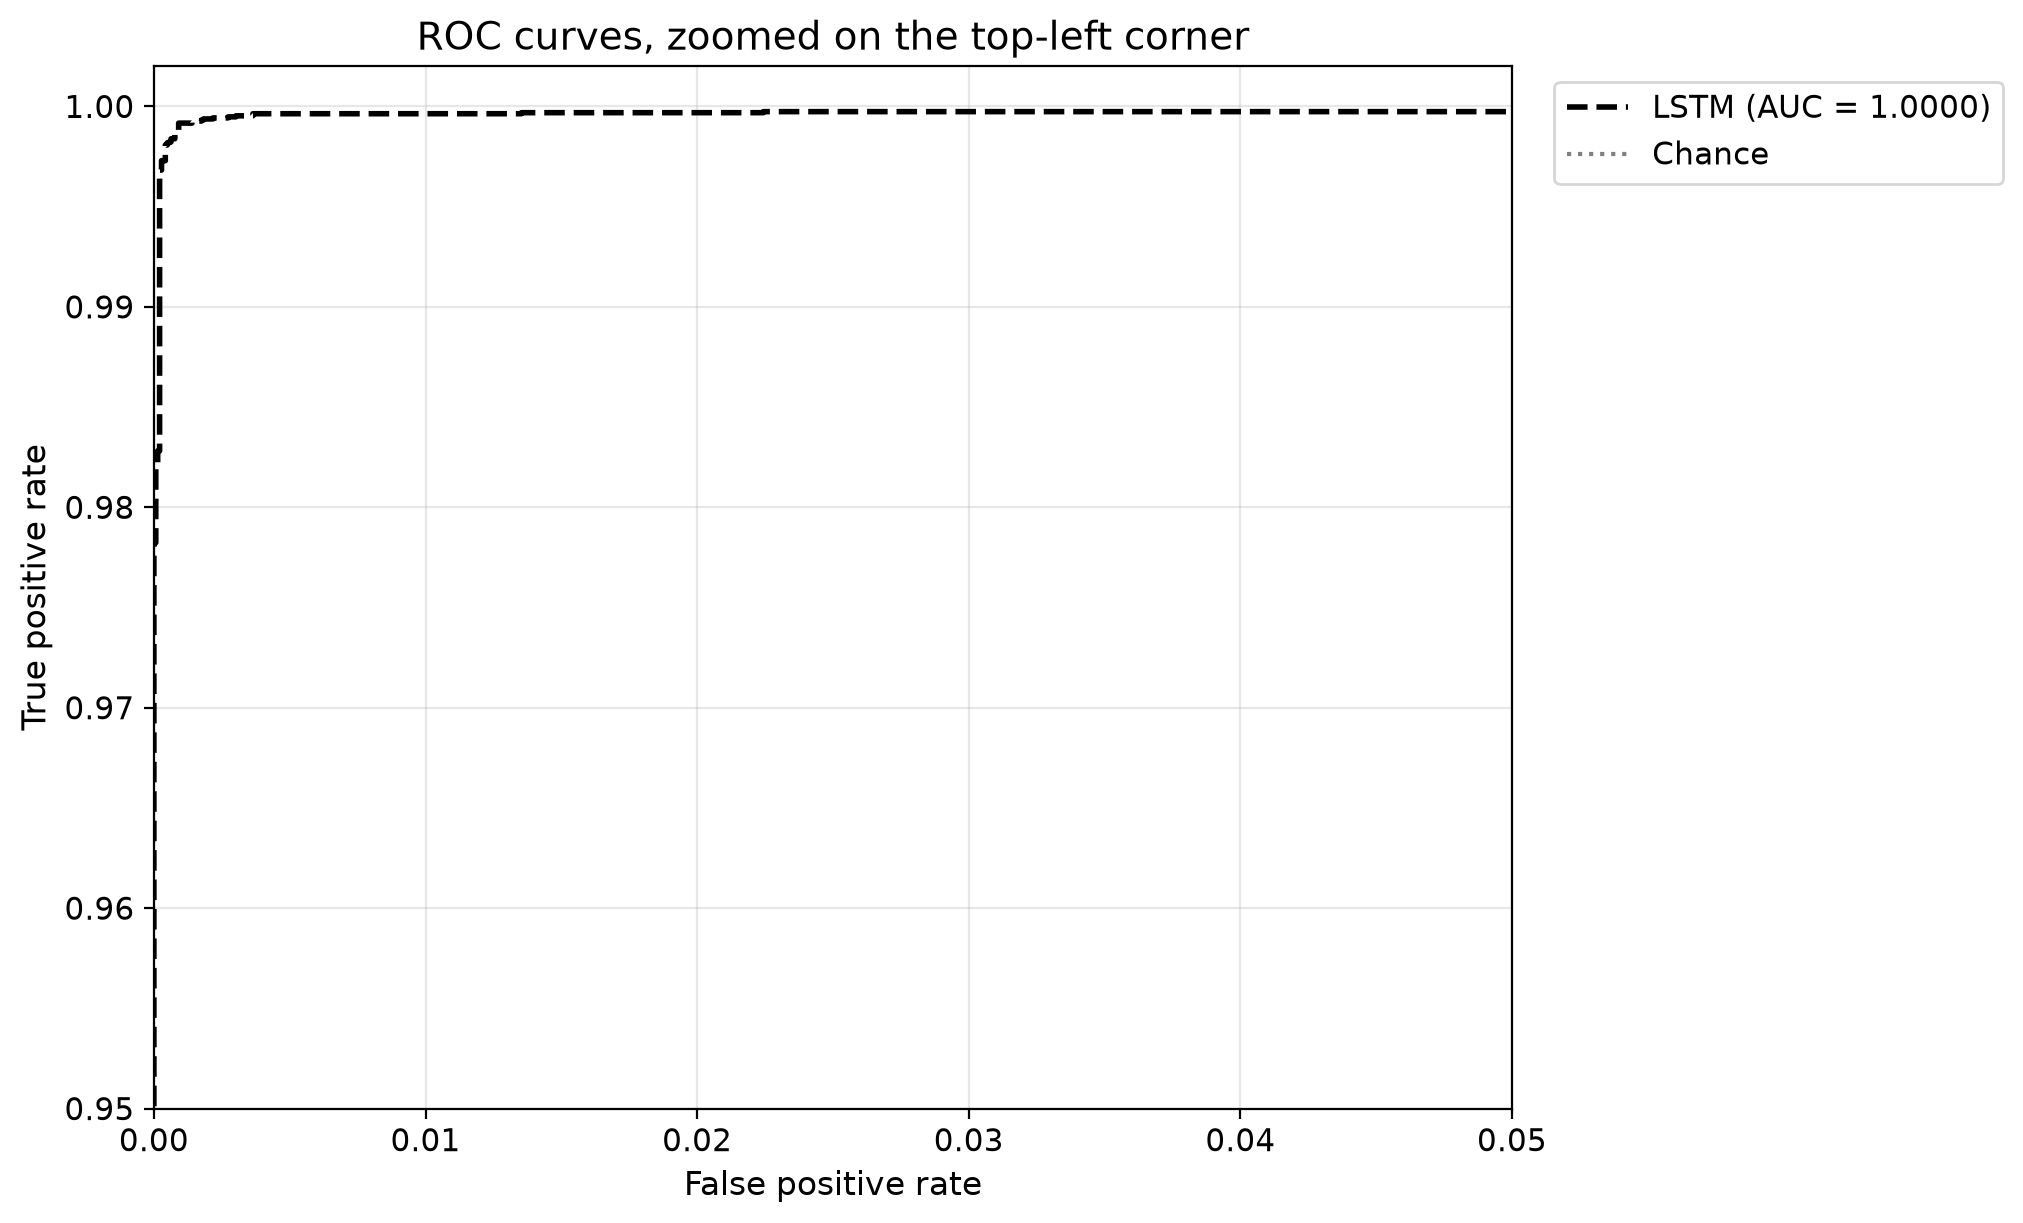 ROC curves, zoomed on the top-left corner
LSTM (AUC = 1.0000)
Chance
True positive rate
1.00
0.99
0.98
0.97
0.96
0.95
0.00
0.01
0.02
0.03
0.04
0.05
False positive rate